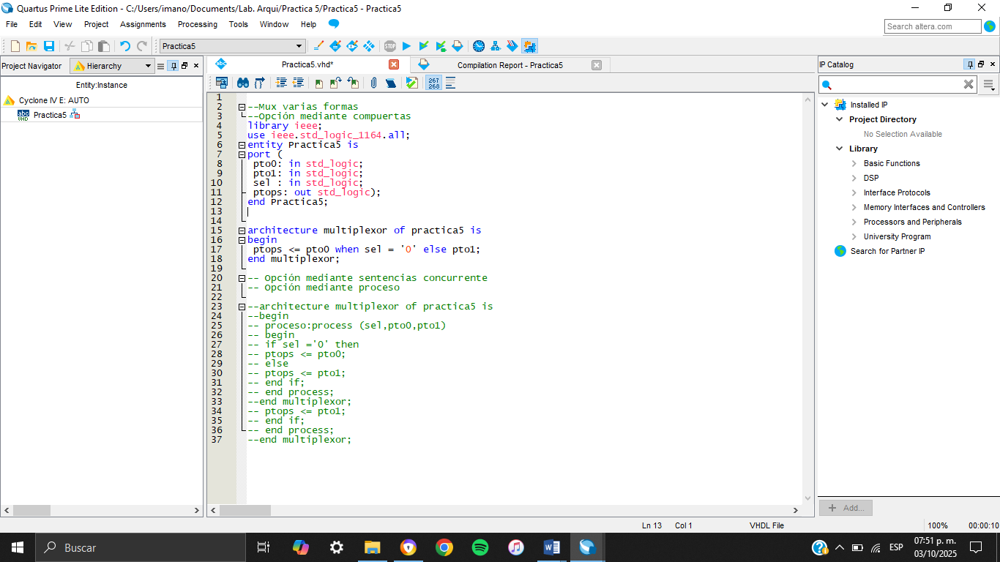 Quartus Prime Lite Edition - C:/Users/imano/Documents/Lab. Arqui/Practica 5/Practica5 - Practica5
File Edit View Project Assignments Processing Tools Window Help
Search altera.com
Practica5
Project Navigator Hierarchy
Practica5.vhd*
Compilation Report - Practica5
IP Catalog
267
268
Entity:Instance
Cyclone IV E: AUTO
Practica5
1
2 --Mux varias formas
3 --Opción mediante compuertas
4 library ieee;
5 use ieee.std_logic_1164.all;
6 entity Practica5 is
7 port (
8 pto0: in std_logic;
9 pto1: in std_logic;
10 sel : in std_logic;
11 ptops: out std_logic);
12 end Practica5;
13
14
15 architecture multiplexor of practica5 is
16 begin
17 ptops <= pto0 when sel = '0' else pto1;
18 end multiplexor;
19
20 -- Opción mediante sentencias concurrente
21 -- Opción mediante proceso
22
23 --architecture multiplexor of practica5 is
24 --begin
25 -- proceso:process (sel,pto0,pto1)
26 -- begin
27 -- if sel ='0' then
28 -- ptops <= pto0;
29 -- else
30 -- ptops <= pto1;
31 -- end if;
32 -- end process;
33 --end multiplexor;
34 -- ptops <= pto1;
35 -- end if;
36 -- end process;
37 --end multiplexor;
Installed IP
Project Directory
No Selection Available
Library
Basic Functions
DSP
Interface Protocols
Memory Interfaces and Controllers
Processors and Peripherals
University Program
Search for Partner IP
+ Add...
Ln 13 Col 1 VHDL File 100% 00:00:10
Buscar
ESP
07:51 p. m.
03/10/2025